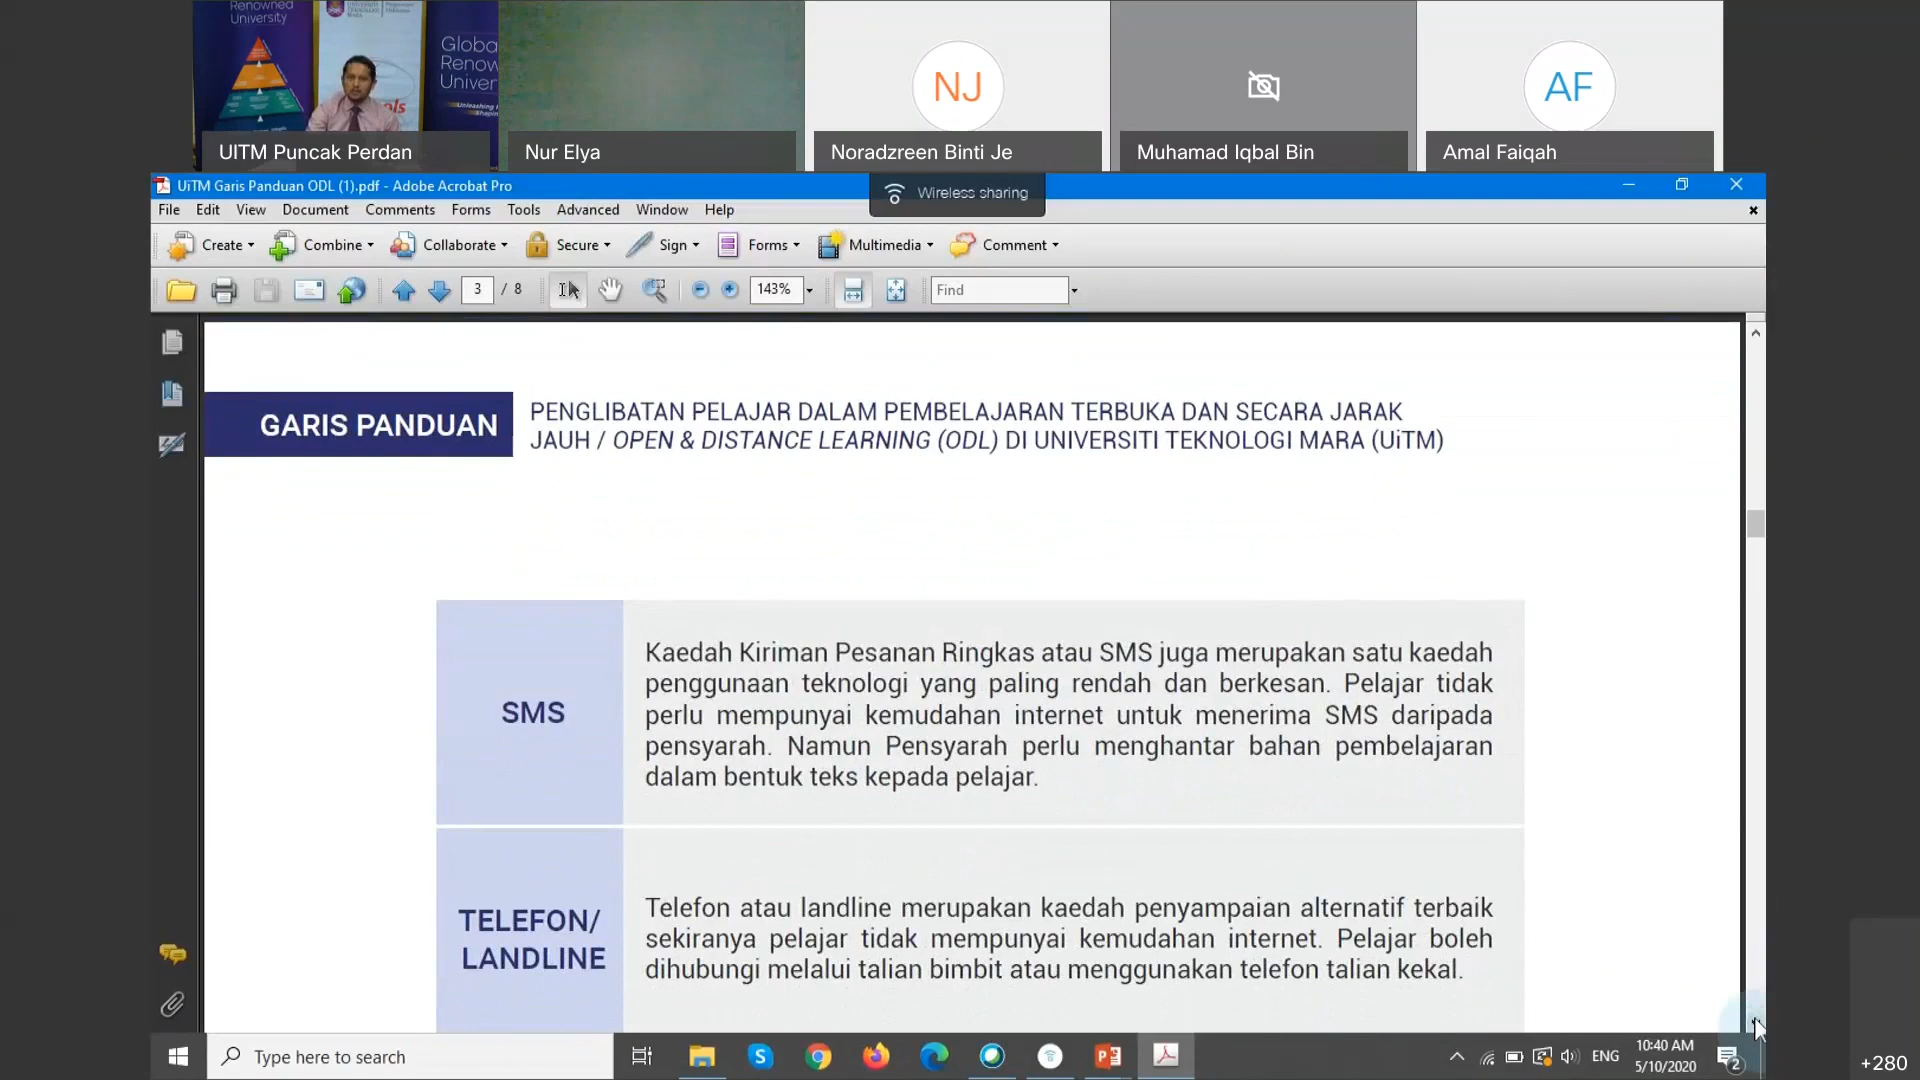 Renowned
University
Global
Renow
Univer
ols
UITM Puncak Perdan
Nur Elya
NJ
Noradzreen Binti Je
Muhamad Iqbal Bin
AF
Amal Faiqah
UiTM Garis Panduan ODL (1).pdf - Adobe Acrobat Pro
Wireless sharing
File Edit View Document Comments Forms Tools Advanced Window Help
Create Combine Collaborate Secure Sign Forms Multimedia Comment
3 / 8 143% Find
GARIS PANDUAN
PENGLIBATAN PELAJAR DALAM PEMBELAJARAN TERBUKA DAN SECARA JARAK
JAUH / OPEN & DISTANCE LEARNING (ODL) DI UNIVERSITI TEKNOLOGI MARA (UiTM)
SMS
Kaedah Kiriman Pesanan Ringkas atau SMS juga merupakan satu kaedah
penggunaan teknologi yang paling rendah dan berkesan. Pelajar tidak
perlu mempunyai kemudahan internet untuk menerima SMS daripada
pensyarah. Namun Pensyarah perlu menghantar bahan pembelajaran
dalam bentuk teks kepada pelajar.
TELEFON/
LANDLINE
Telefon atau landline merupakan kaedah penyampaian alternatif terbaik
sekiranya pelajar tidak mempunyai kemudahan internet. Pelajar boleh
dihubungi melalui talian bimbit atau menggunakan telefon talian kekal.
Type here to search
ENG
10:40 AM
5/10/2020
2
+280